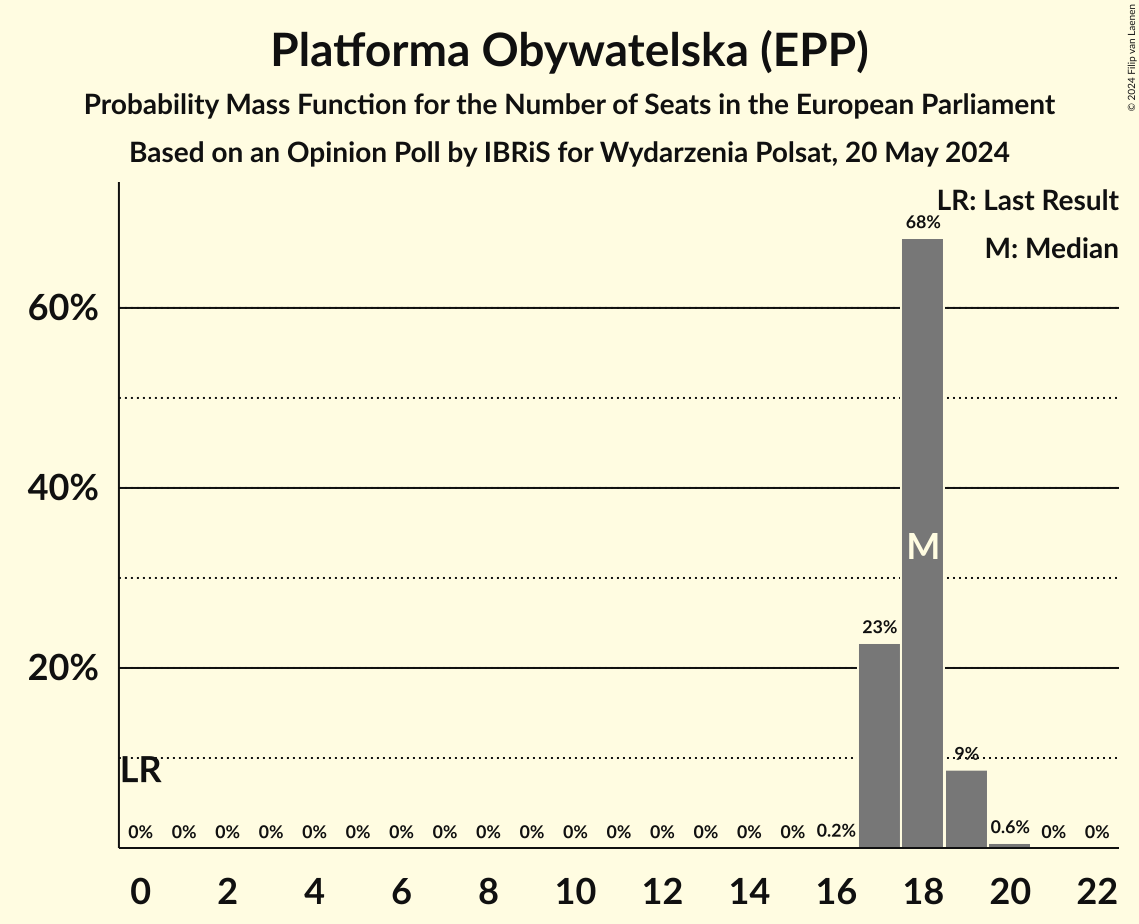 Platforma Obywatelska (EPP)
Probability Mass Function for the Number of Seats in the European Parliament
Based on an Opinion Poll by IBRiS for Wydarzenia Polsat, 20 May 2024
© 2024 Filip van Laenen
LR: Last Result
M: Median
68%
60%
40%
M
23%
20%
9%
LR
0% 0% 0% 0% 0% 0% 0% 0% 0% 0% 0% 0% 0% 0% 0% 0% 0.2% 0.6% 0% 0%
0 2 4 6 8 10 12 14 16 18 20 22